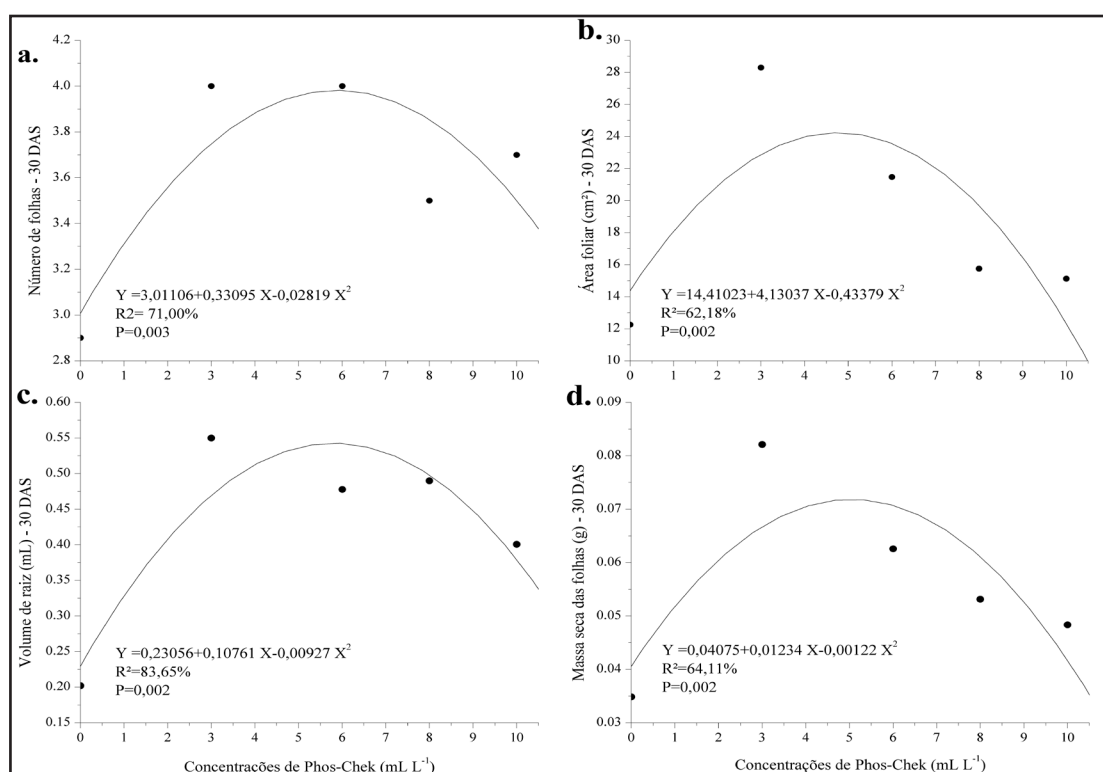 a.
4.2
4.0
3.8
3.6
3.4
3.2
3.0
2.8
Número de folhas - 30 DAS
Y =3,01106+0,33095 X-0,02819 X²
R2= 71,00%
P=0,003
0 1 2 3 4 5 6 7 8 9 10
b.
30
28
26
24
22
20
18
16
14
12
10
Área foliar (cm²) - 30 DAS
Y =14,41023+4,13037 X-0,43379 X²
R²=62,18%
P=0,002
0 1 2 3 4 5 6 7 8 9 10
c.
0.60
0.55
0.50
0.45
0.40
0.35
0.30
0.25
0.20
0.15
Volume de raiz (mL) - 30 DAS
Y =0,23056+0,10761 X-0,00927 X²
R²=83,65%
P=0,002
0 1 2 3 4 5 6 7 8 9 10
Concentrações de Phos-Chek (mL L⁻¹)
d.
0.09
0.08
0.07
0.06
0.05
0.04
0.03
Massa seca das folhas (g) - 30 DAS
Y =0,04075+0,01234 X-0,00122 X²
R²=64,11%
P=0,002
0 1 2 3 4 5 6 7 8 9 10
Concentrações de Phos-Chek (mL L⁻¹)